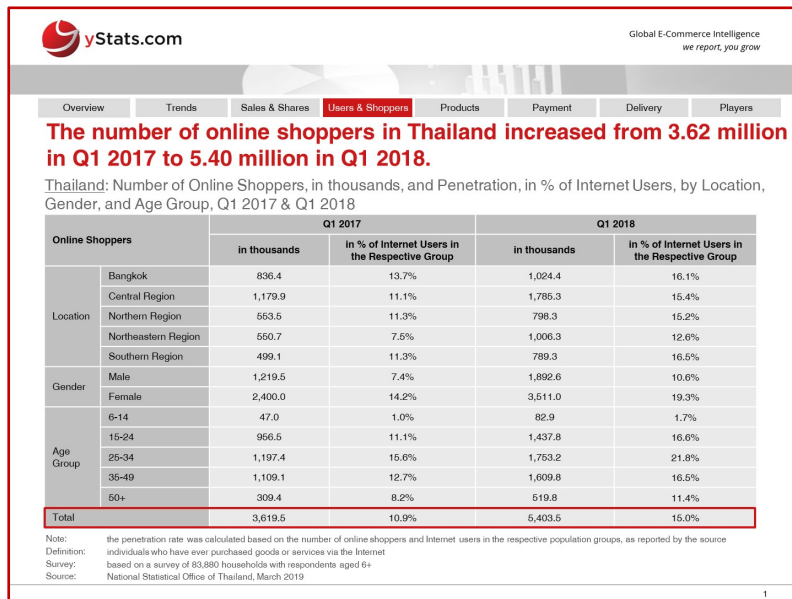 yStats.com
Global E-Commerce Intelligence
we report, you grow
Overview Trends Sales & Shares Users & Shoppers Products Payment Delivery Players
The number of online shoppers in Thailand increased from 3.62 million
in Q1 2017 to 5.40 million in Q1 2018.
Thailand: Number of Online Shoppers, in thousands, and Penetration, in % of Internet Users, by Location,
Gender, and Age Group, Q1 2017 & Q1 2018
Online Shoppers Q1 2017 Q1 2018
in thousands in % of Internet Users in the Respective Group in thousands in % of Internet Users in the Respective Group
Location
Bangkok 836.4 13.7% 1,024.4 16.1%
Central Region 1,179.9 11.1% 1,785.3 15.4%
Northern Region 553.5 11.3% 798.3 15.2%
Northeastern Region 550.7 7.5% 1,006.3 12.6%
Southern Region 499.1 11.3% 789.3 16.5%
Gender
Male 1,219.5 7.4% 1,892.6 10.6%
Female 2,400.0 14.2% 3,511.0 19.3%
Age Group
6-14 47.0 1.0% 82.9 1.7%
15-24 956.5 11.1% 1,437.8 16.6%
25-34 1,197.4 15.6% 1,753.2 21.8%
35-49 1,109.1 12.7% 1,609.8 16.5%
50+ 309.4 8.2% 519.8 11.4%
Total 3,619.5 10.9% 5,403.5 15.0%
Note: the penetration rate was calculated based on the number of online shoppers and Internet users in the respective population groups, as reported by the source
Definition: individuals who have ever purchased goods or services via the Internet
Survey: based on a survey of 83,880 households with respondents aged 6+
Source: National Statistical Office of Thailand, March 2019
1